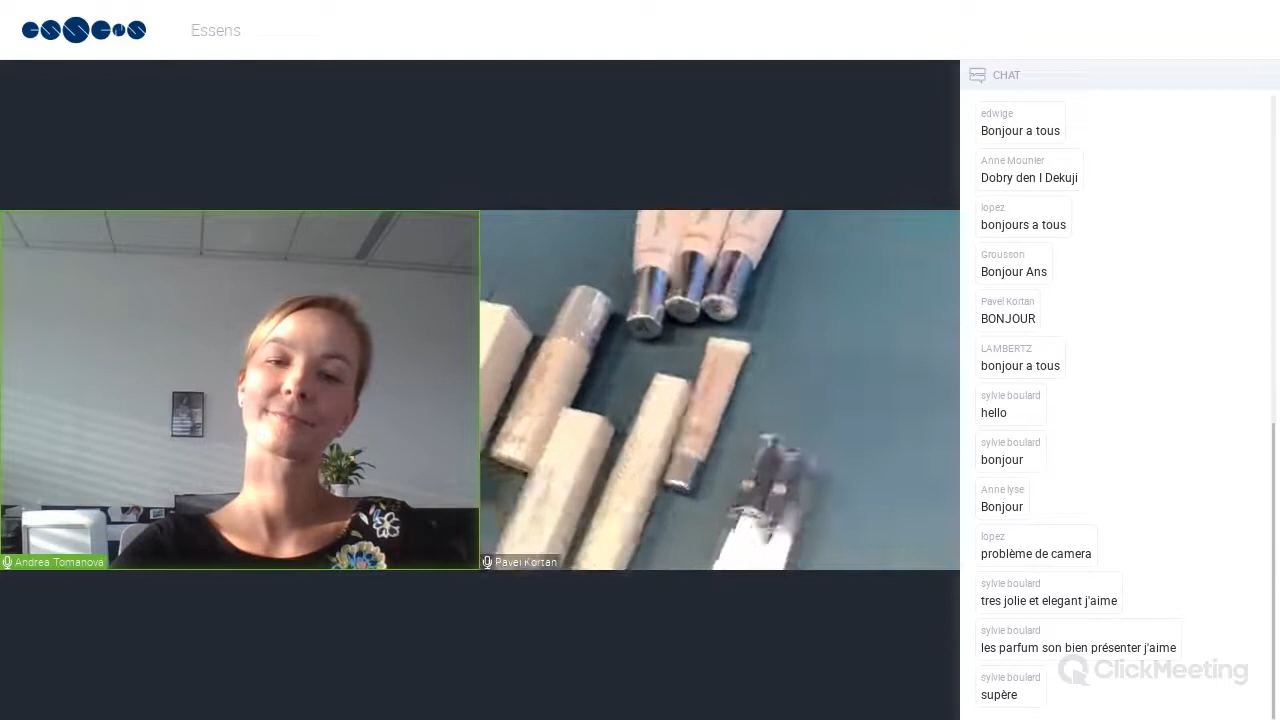 essens
Essens
CHAT
edwige
Bonjour a tous
Anne Mounier
Dobry den I Dekuji
lopez
bonjours a tous
Grousson
Bonjour Ans
Pavel Kortan
BONJOUR
LAMBERTZ
bonjour a tous
sylvie boulard
hello
sylvie boulard
bonjour
Anne lyse
Bonjour
lopez
problème de camera
sylvie boulard
tres jolie et elegant j'aime
sylvie boulard
les parfum son bien présenter j'aime
sylvie boulard
supère
Andrea Tomanova
Pavel Kortan
ClickMeeting